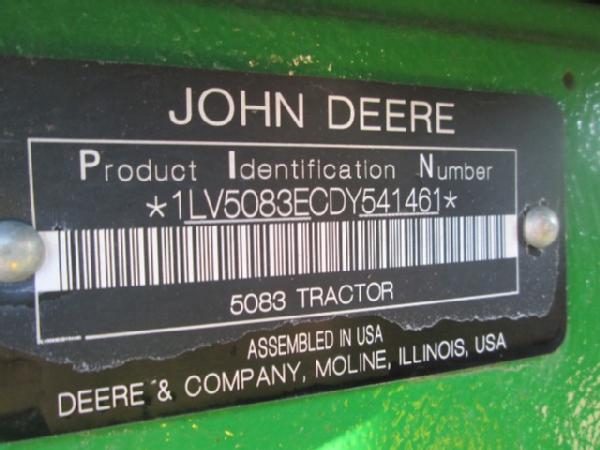 JOHN DEERE
Product Identification Number
*1LV5083ECDY541461*
5083 TRACTOR
ASSEMBLED IN USA
DEERE & COMPANY, MOLINE, ILLINOIS, USA